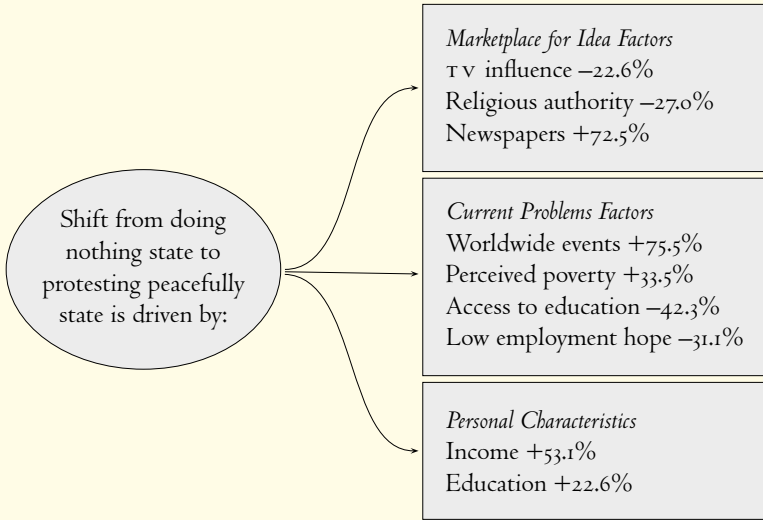 Shift from doing
nothing state to
protesting peacefully
state is driven by:
Marketplace for Idea Factors
TV influence –22.6%
Religious authority –27.0%
Newspapers +72.5%
Current Problems Factors
Worldwide events +75.5%
Perceived poverty +33.5%
Access to education –42.3%
Low employment hope –31.1%
Personal Characteristics
Income +53.1%
Education +22.6%